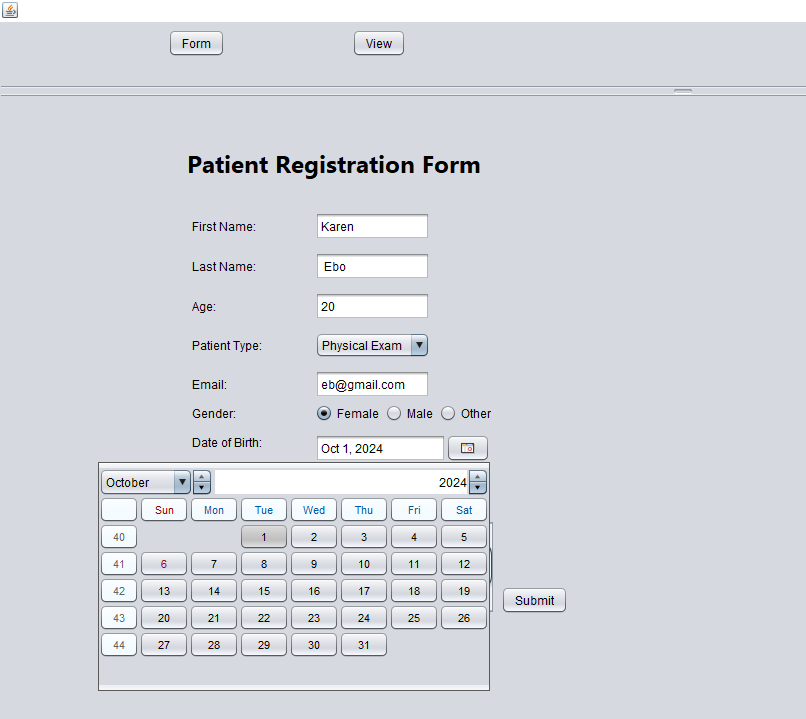 Form View
Patient Registration Form
First Name: Karen
Last Name: Ebo
Age: 20
Patient Type: Physical Exam
Email: eb@gmail.com
Gender: Female Male Other
Date of Birth: Oct 1, 2024
October 2024
Sun Mon Tue Wed Thu Fri Sat
40 1 2 3 4 5
41 6 7 8 9 10 11 12
42 13 14 15 16 17 18 19
43 20 21 22 23 24 25 26
44 27 28 29 30 31
Submit